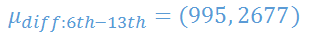 μ_{diff:6th−13th} = (995, 2677)